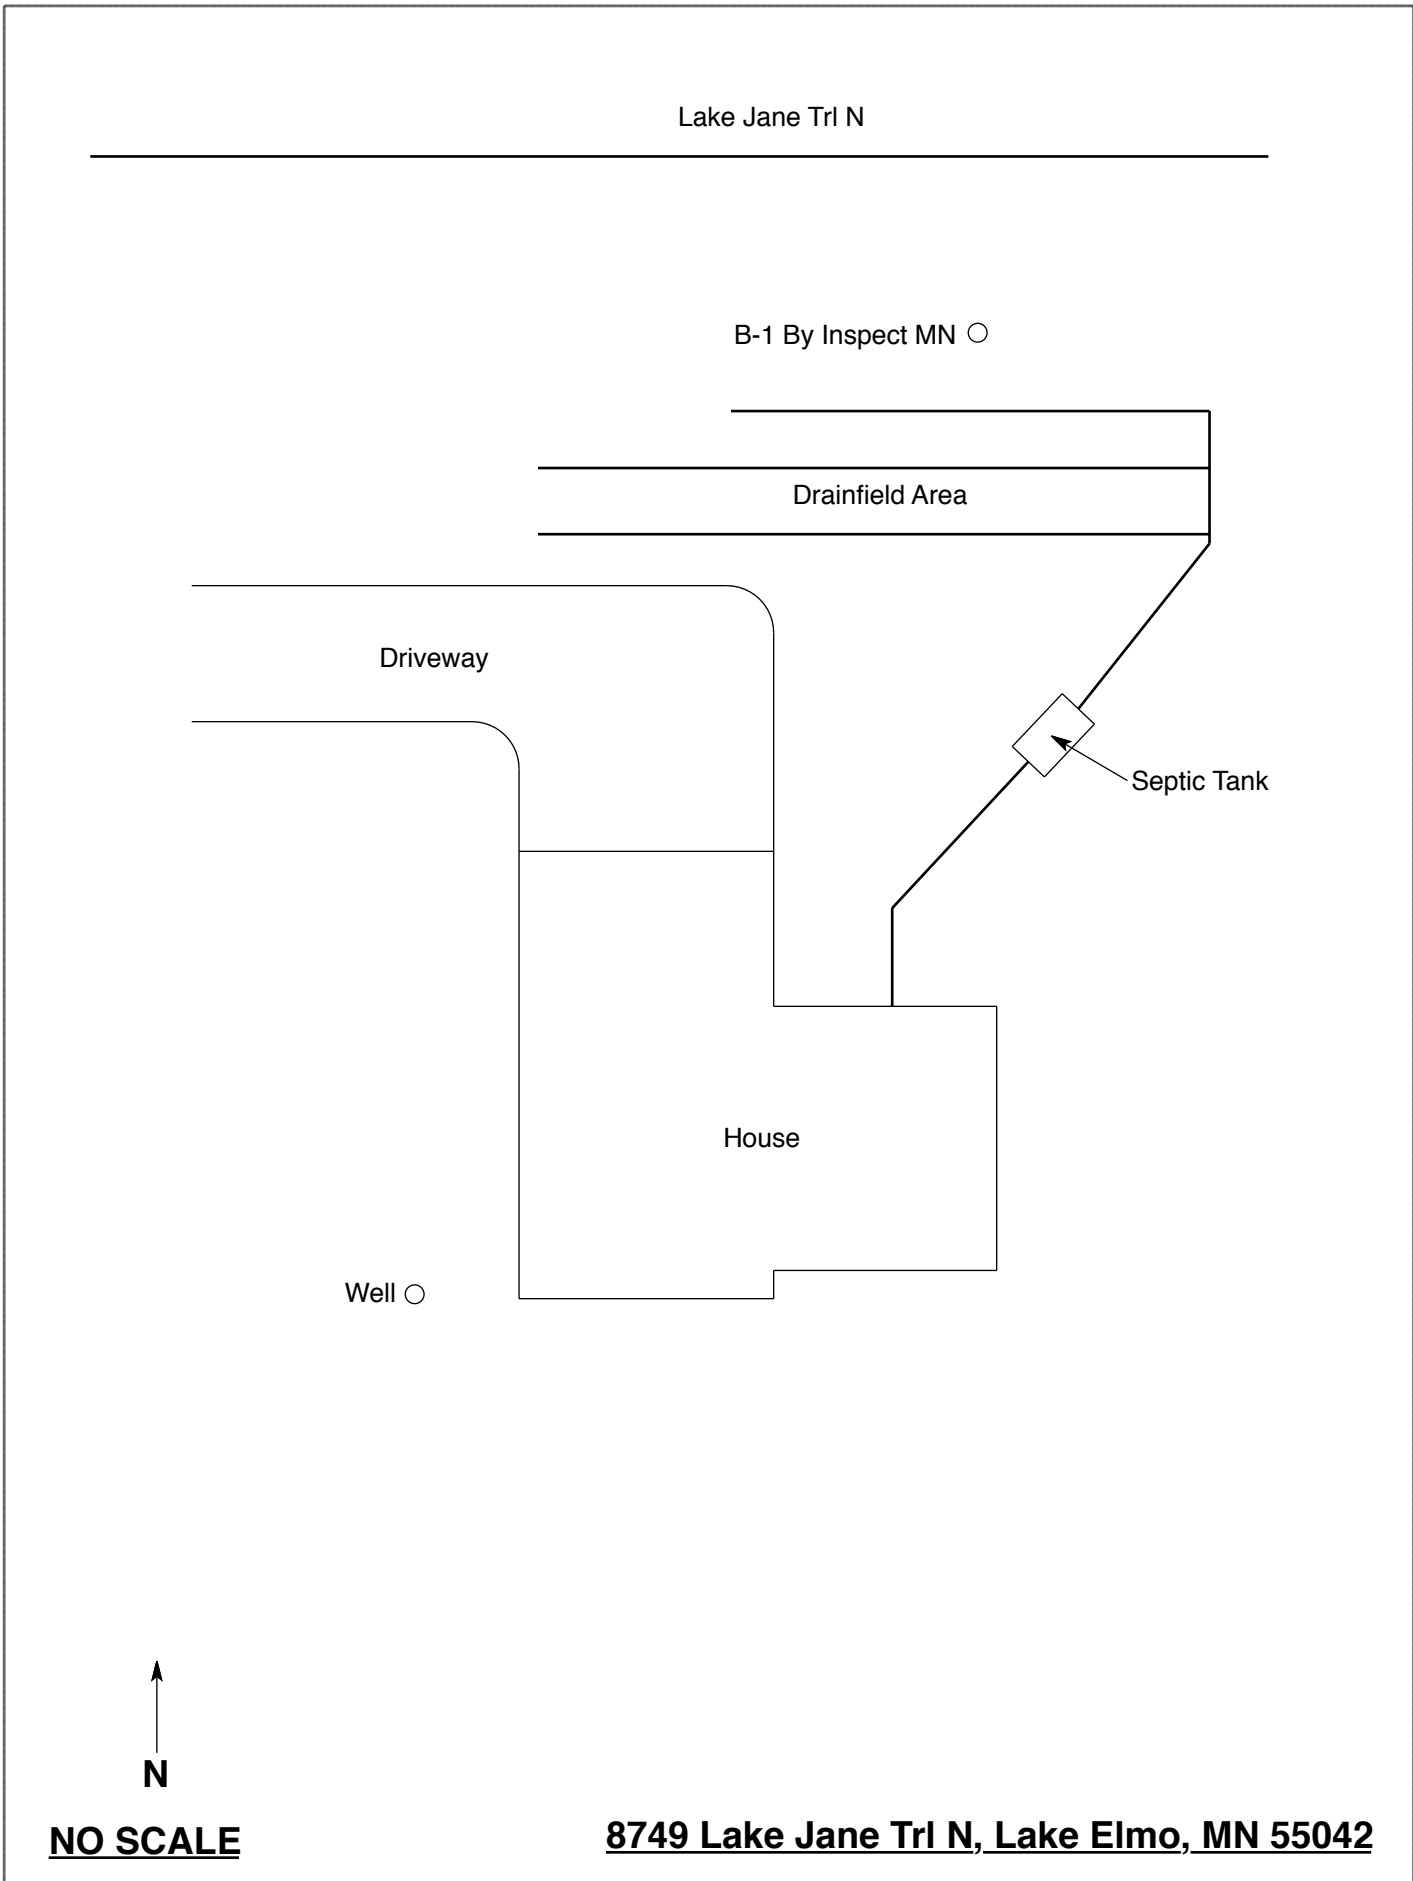 Lake Jane Trl N
B-1 By Inspect MN
Drainfield Area
Driveway
Septic Tank
House
Well
N
NO SCALE
8749 Lake Jane Trl N, Lake Elmo, MN 55042